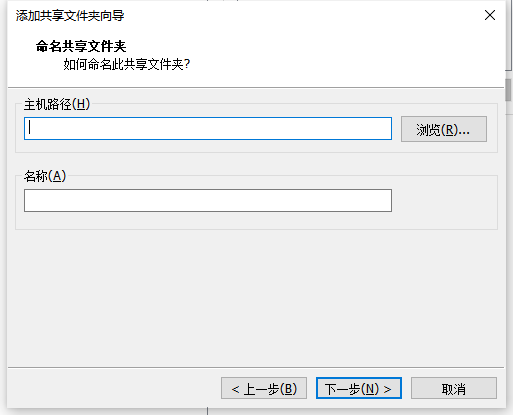 添加共享文件夹向导
命名共享文件夹
如何命名此共享文件夹?
主机路径(H)
浏览(R)...
名称(A)
< 上一步(B)
下一步(N) >
取消